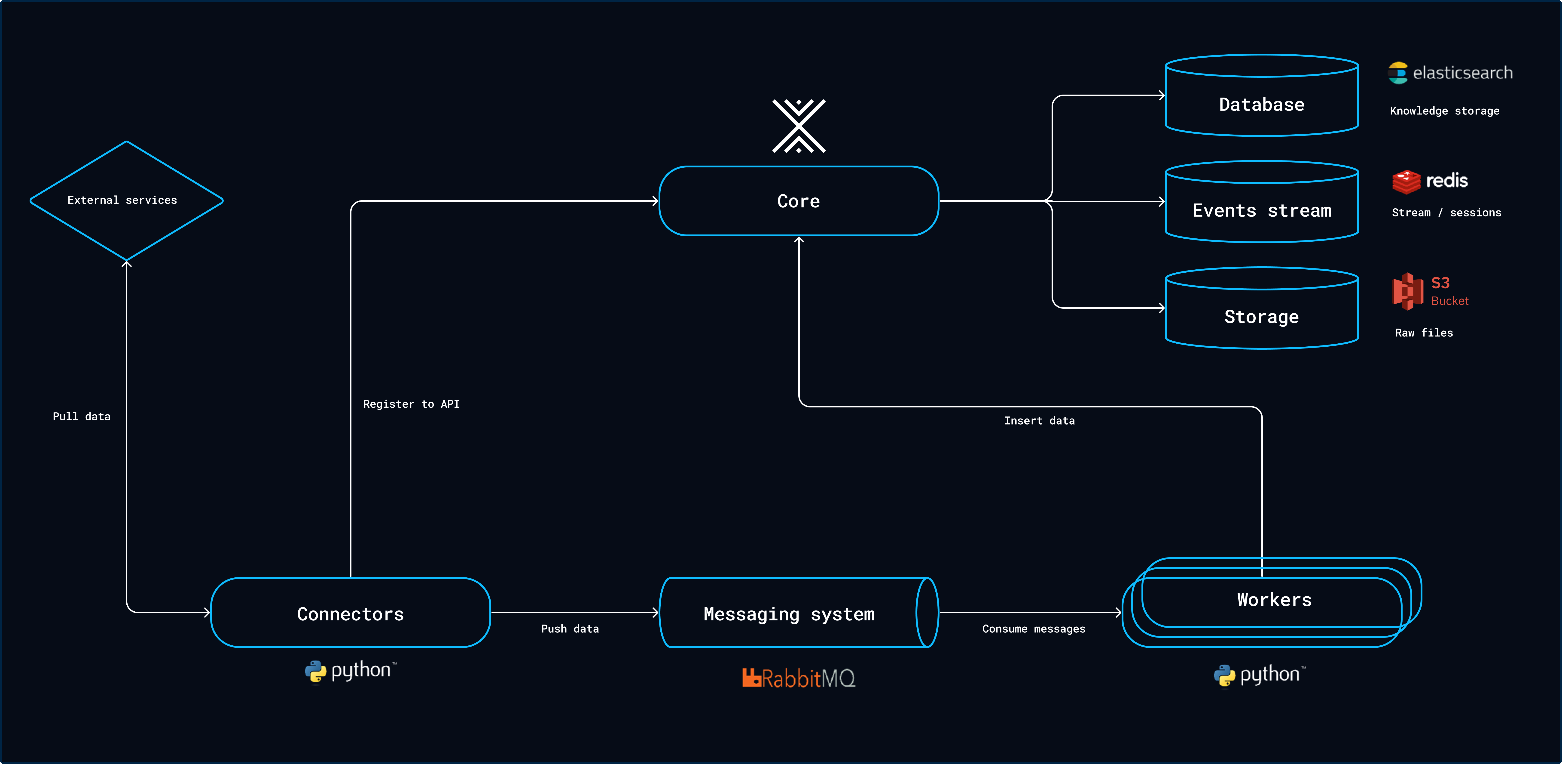 elasticsearch
Database
Knowledge storage
redis
External services
Core
Events stream
Stream / sessions
S3
Bucket
Storage
Raw files
Register to API
Pull data
Insert data
Workers
Connectors
Messaging system
Push data
Consume messages
python™
RabbitMQ
python™